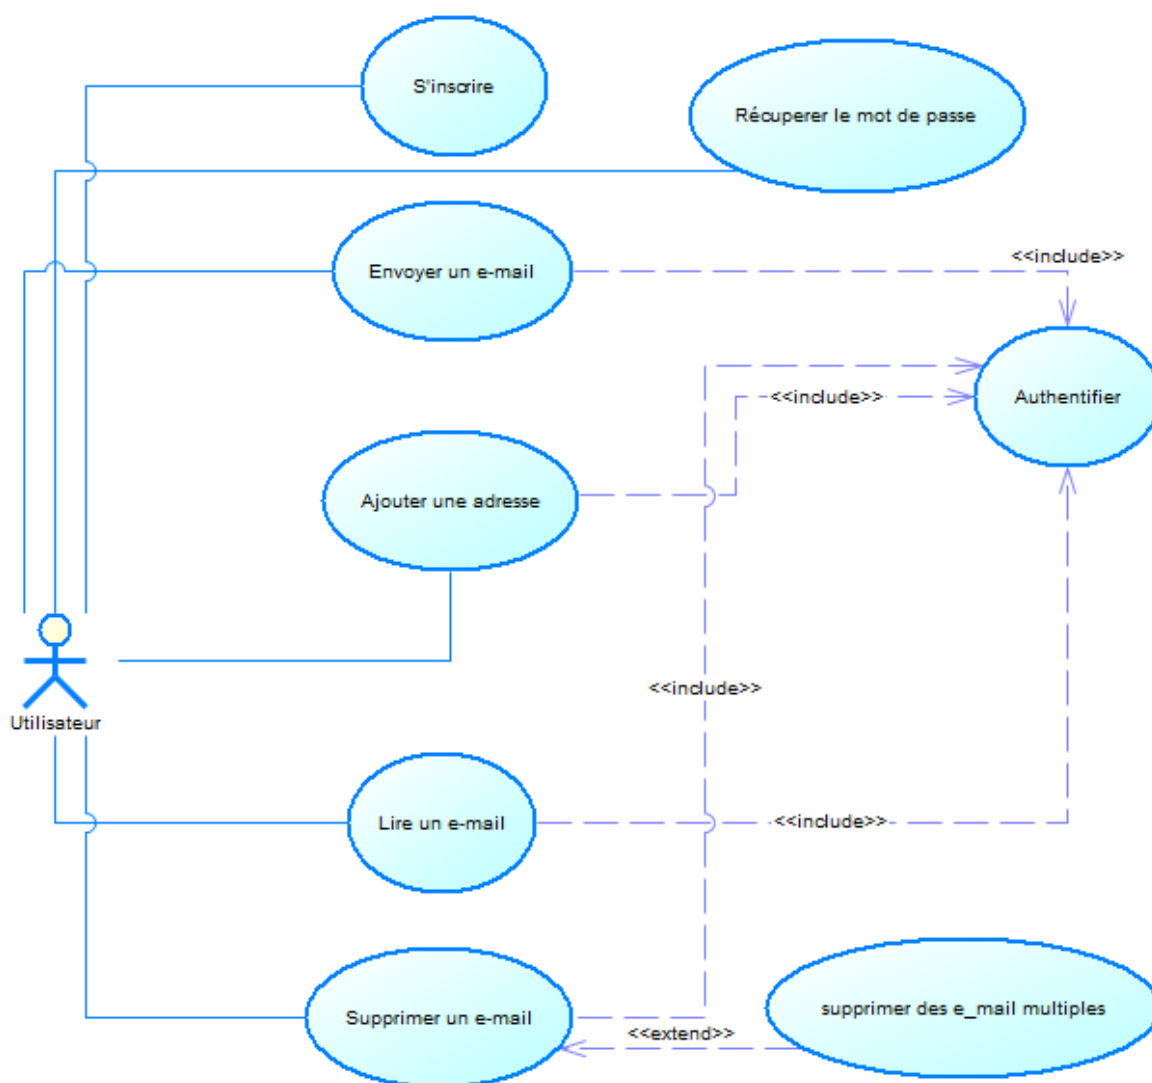 S'inscrire
Récuperer le mot de passe
Envoyer un e-mail
<<include>>
Authentifier
<<include>>
Ajouter une adresse
<<include>>
Utilisateur
Lire un e-mail
<<include>>
Supprimer un e-mail
supprimer des e_mail multiples
<<extend>>